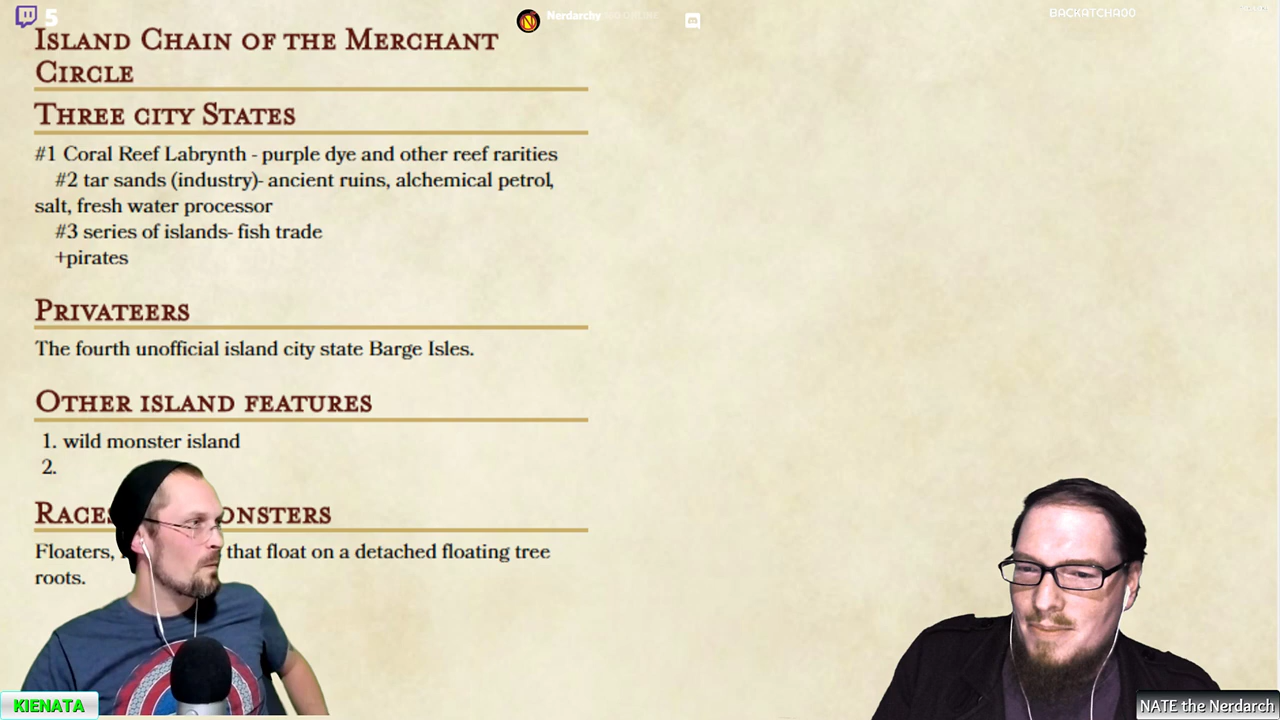 5
Nerdarchy
BACKATCHA00
Island Chain of the Merchant
Circle
Three city States
#1 Coral Reef Labrynth - purple dye and other reef rarities
#2 tar sands (industry)- ancient ruins, alchemical petrol,
salt, fresh water processor
#3 series of islands- fish trade
+pirates
Privateers
The fourth unofficial island city state Barge Isles.
Other island features
1. wild monster island
2.
Races
Floaters, that float on a detached floating tree
roots.
KIENATA
NATE the Nerdarch